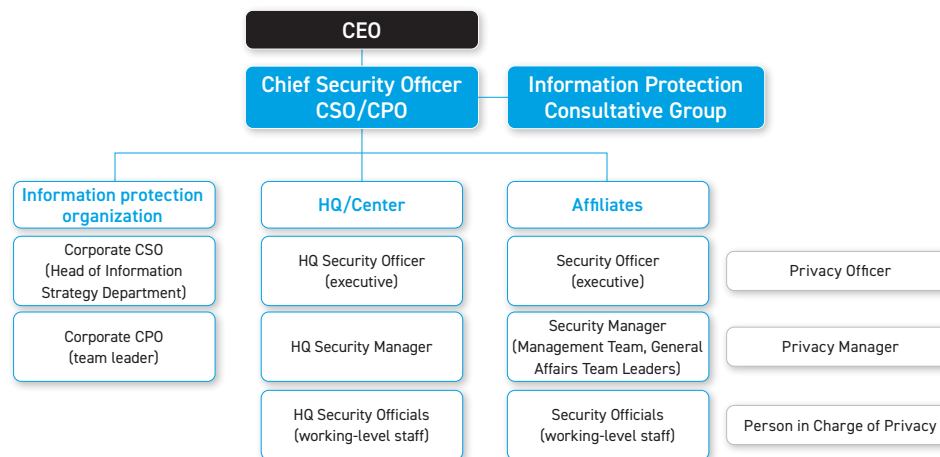 CEO
Chief Security Officer
CSO/CPO
Information Protection
Consultative Group
Information protection
organization
HQ/Center
Affiliates
Corporate CSO
(Head of Information
Strategy Department)
HQ Security Officer
(executive)
Security Officer
(executive)
Privacy Officer
Corporate CPO
(team leader)
HQ Security Manager
Security Manager
(Management Team, General
Affairs Team Leaders)
Privacy Manager
HQ Security Officials
(working-level staff)
Security Officials
(working-level staff)
Person in Charge of Privacy